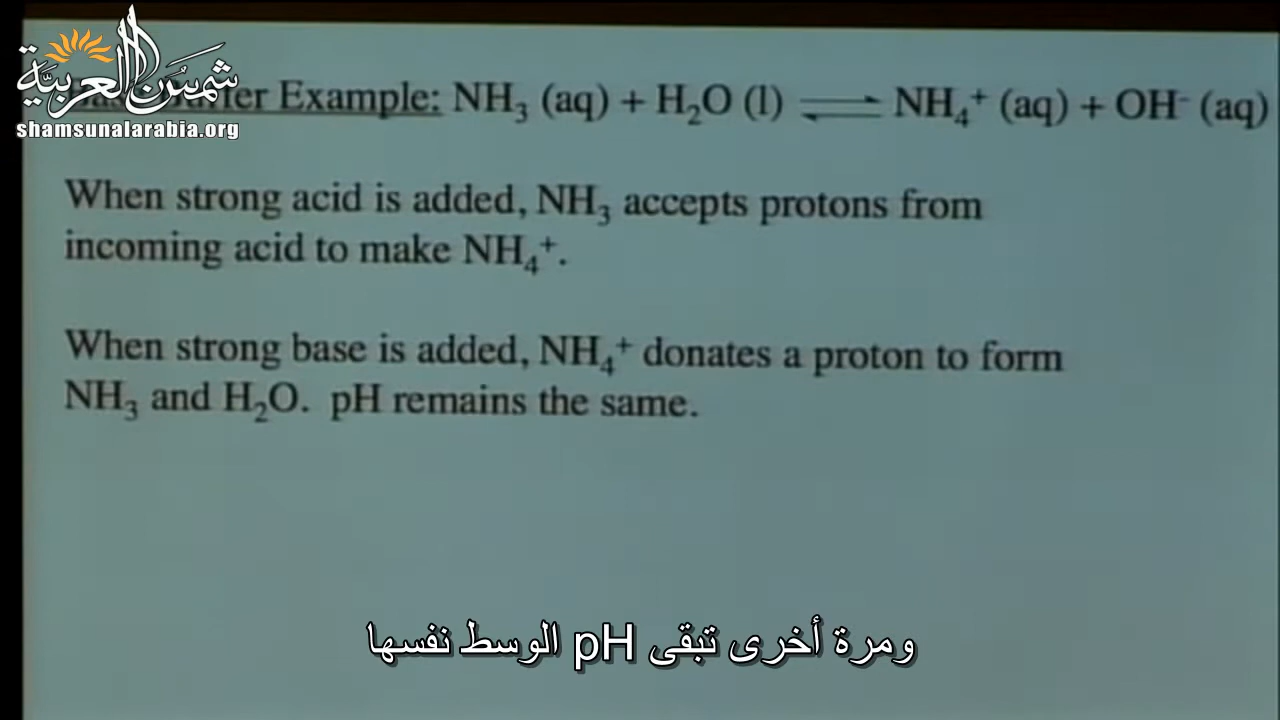 شمس العربية
shamsunalarabia.org
Example: NH₃ (aq) + H₂O (l) ⇌ NH₄⁺ (aq) + OH⁻ (aq)
When strong acid is added, NH₃ accepts protons from
incoming acid to make NH₄⁺.
When strong base is added, NH₄⁺ donates a proton to form
NH₃ and H₂O. pH remains the same.
ومرة أخرى تبقى pH الوسط نفسها